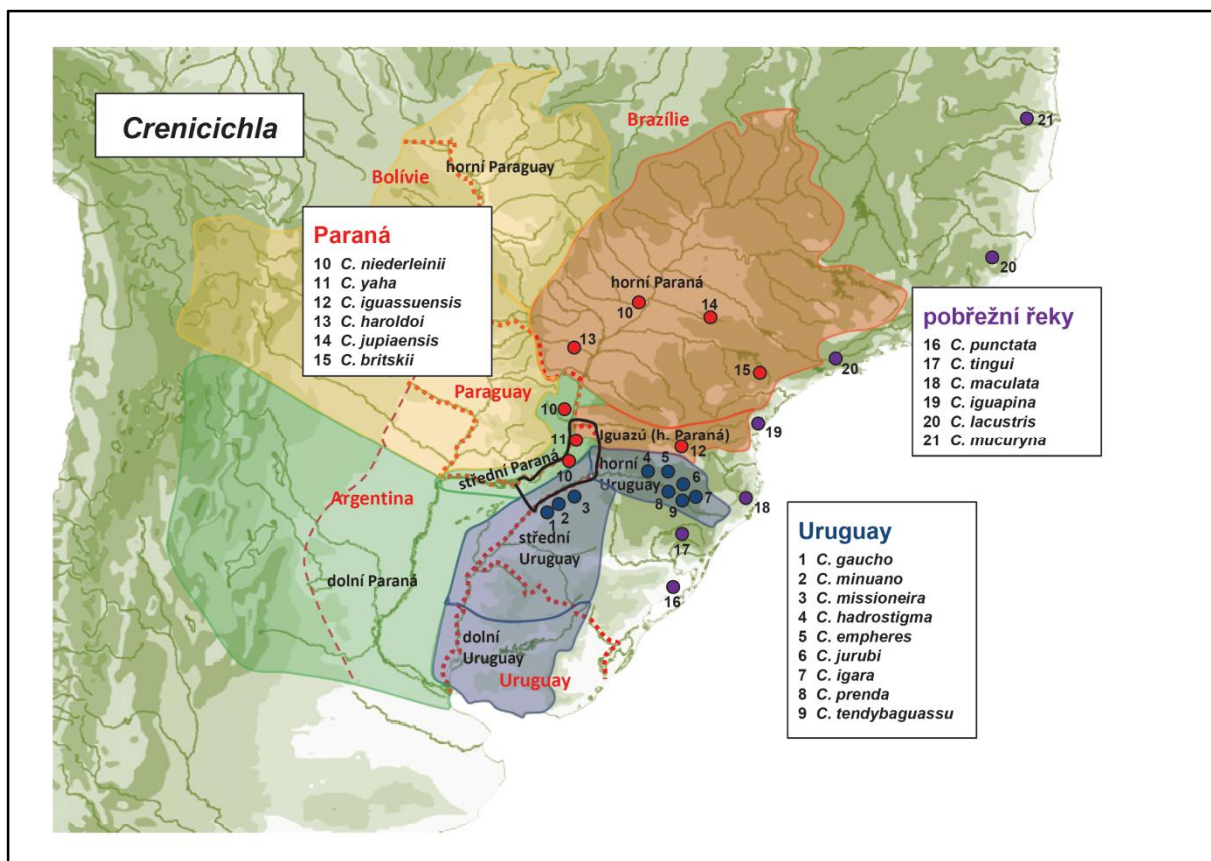 Crenicichla
Brazílie
21
Bolívie
horní Paraguay
Paraná
10 C. niederleinii
11 C. yaha
12 C. iguassuensis
13 C. haroldoi
14 C. jupiaensis
15 C. britskii
20
horní Paraná
10
14
pobřežní řeky
16 C. punctata
17 C. tingui
18 C. maculata
19 C. iguapina
20 C. lacustris
21 C. mucuryna
13
20
15
Paraguay
10
19
11
Iguazú (h. Paraná)
12
střední Paraná
10
horní
Uruguay
4
5
6
7
8
9
Argentina
3
2
1
18
střední
Uruguay
17
Uruguay
1 C. gaucho
2 C. minuano
3 C. missioneira
4 C. hadrostigma
5 C. empheres
6 C. jurubi
7 C. igara
8 C. prenda
9 C. tendybaguassu
dolní Paraná
16
dolní
Uruguay
Uruguay